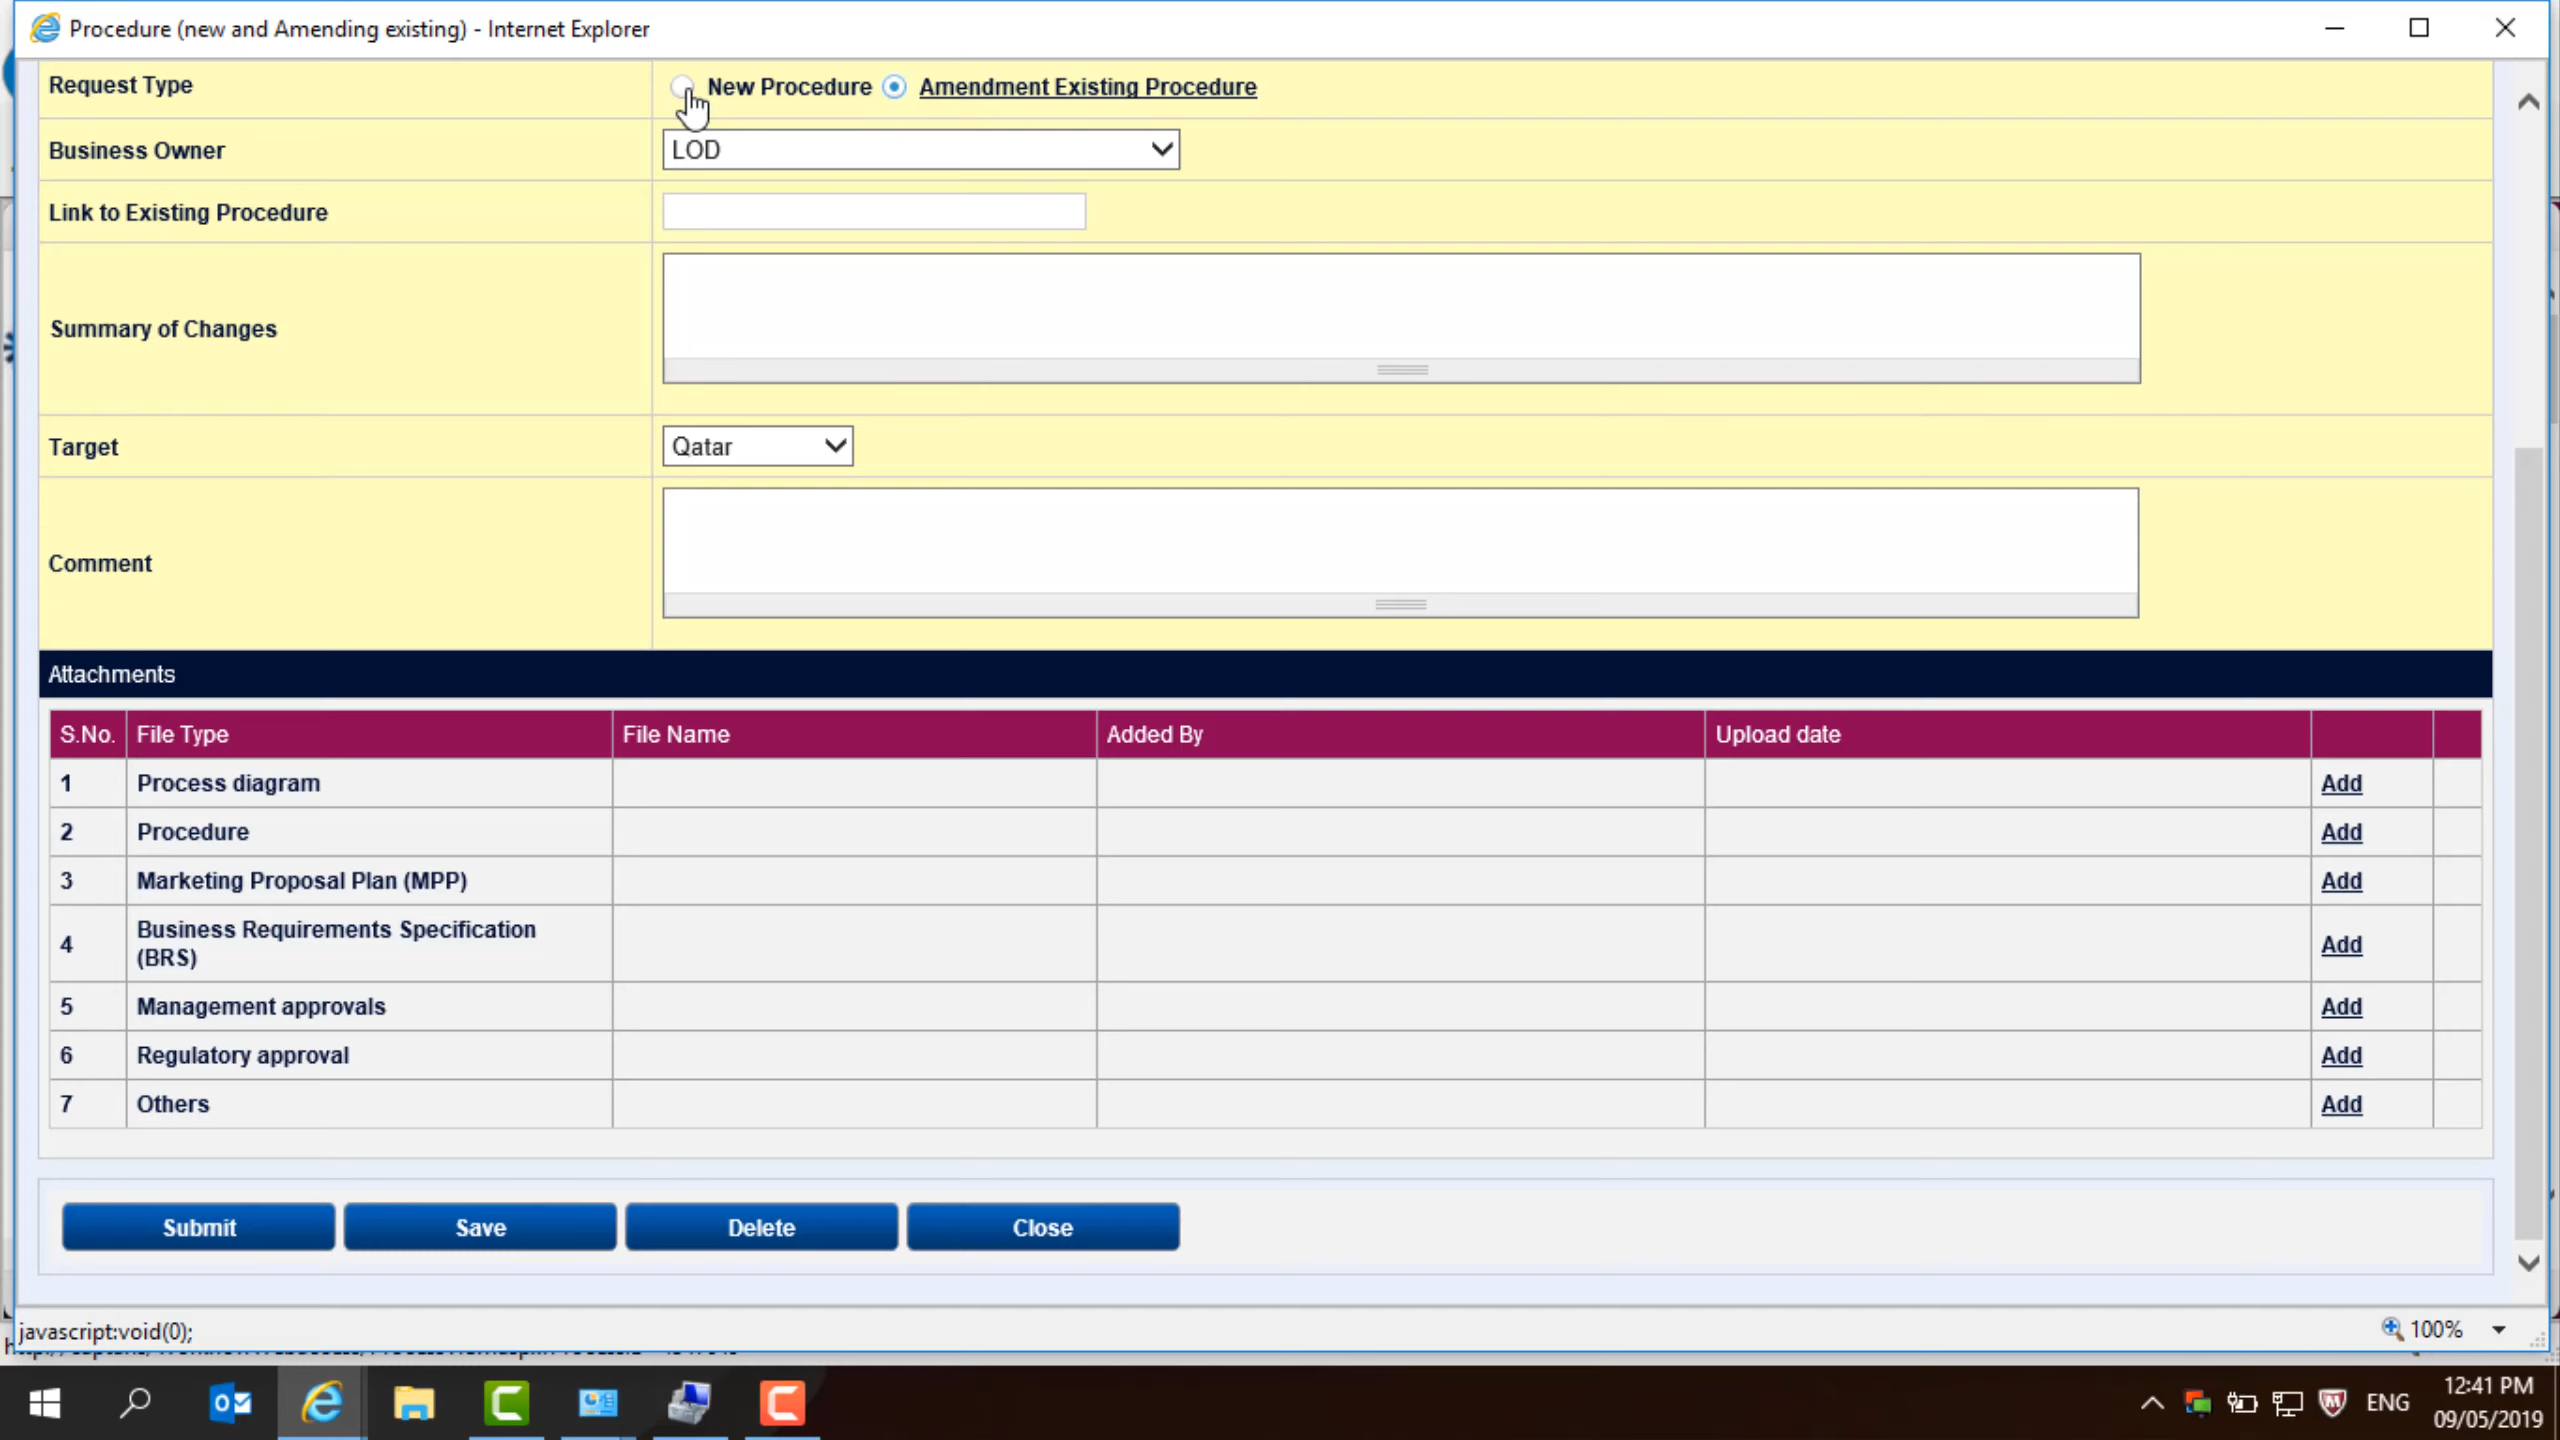 Procedure (new and Amending existing) - Internet Explorer
Request Type
New Procedure Amendment Existing Procedure
Business Owner
LOD
Link to Existing Procedure
Summary of Changes
Target
Qatar
Comment
Attachments
S.No. File Type File Name Added By Upload date
1 Process diagram Add
2 Procedure Add
3 Marketing Proposal Plan (MPP) Add
4 Business Requirements Specification
(BRS) Add
5 Management approvals Add
6 Regulatory approval Add
7 Others Add
Submit Save Delete Close
javascript:void(0);
100%
ENG
12:41 PM
09/05/2019